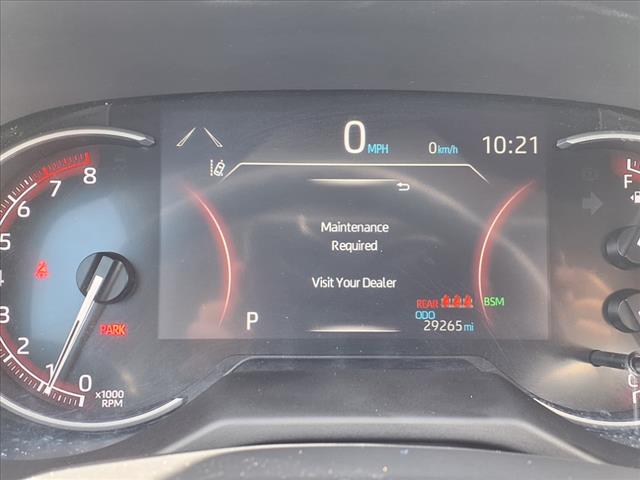 0 MPH 0 km/h 10:21
8
7
6
5
4
3
2
1
0
x1000
RPM
PARK
Maintenance
Required
Visit Your Dealer
REAR
BSM
ODO
29265 mi
P
F
C